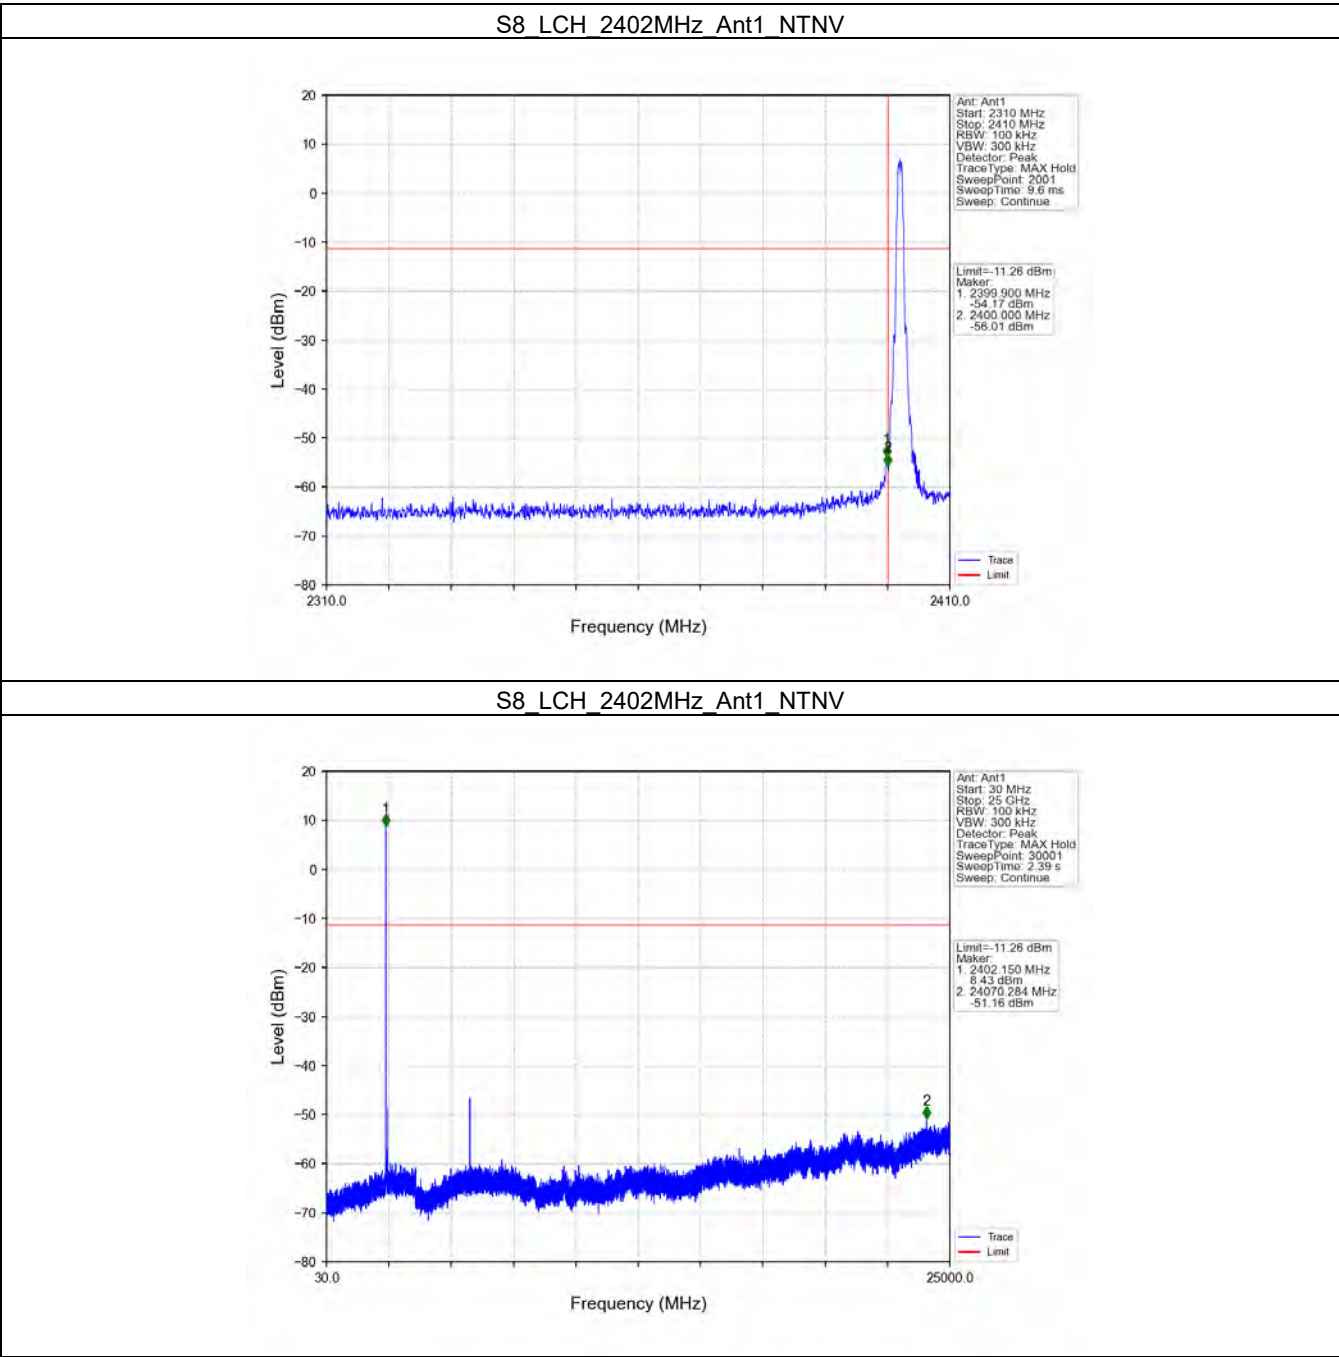 S8_LCH_2402MHz_Ant1_NTNV
20
10
0
−10
−20
−30
−40
−50
−60
−70
−80
Level (dBm)
1
2
2310.0
2410.0
Frequency (MHz)
Ant: Ant1
Start: 2310 MHz
Stop: 2410 MHz
RBW: 100 kHz
VBW: 300 kHz
Detector: Peak
TraceType: MAX Hold
SweepPoint: 2001
SweepTime: 9.6 ms
Sweep: Continue
Limit=-11.26 dBm
Maker:
1. 2399.900 MHz
-54.17 dBm
2. 2400.000 MHz
-56.01 dBm
Trace
Limit
S8_LCH_2402MHz_Ant1_NTNV
20
10
0
−10
−20
−30
−40
−50
−60
−70
−80
Level (dBm)
1
2
30.0
25000.0
Frequency (MHz)
Ant: Ant1
Start: 30 MHz
Stop: 25 GHz
RBW: 100 kHz
VBW: 300 kHz
Detector: Peak
TraceType: MAX Hold
SweepPoint: 30001
SweepTime: 2.39 s
Sweep: Continue
Limit=-11.26 dBm
Maker:
1. 2402.150 MHz
8.43 dBm
2. 24070.284 MHz
-51.16 dBm
Trace
Limit